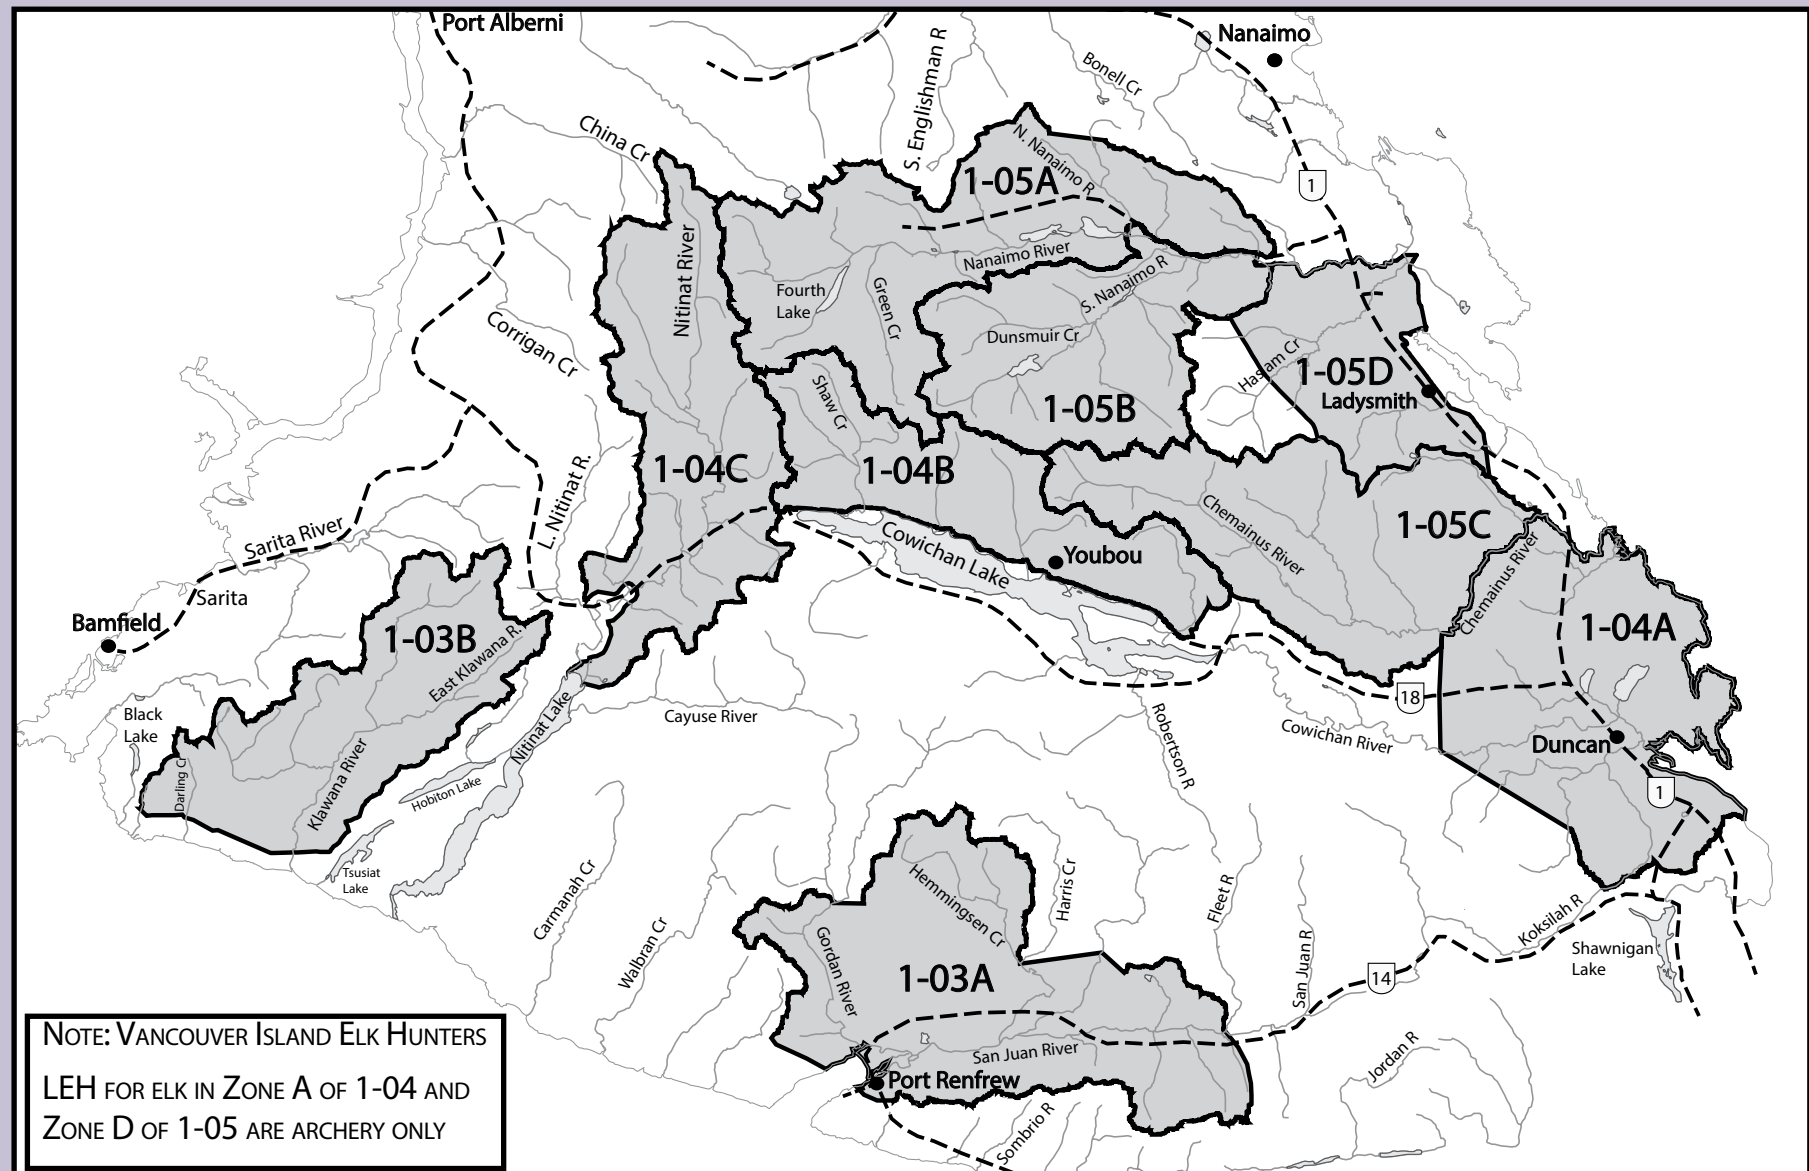 Port Alberni
Nanaimo
Bonell Cr
S. Englishman R
China Cr
N. Nanaimo R
1-05A
1
Nitinat River
Nanaimo River
S. Nanaimo R
Fourth
Lake
Green Cr
Corrigan Cr
Dunsmuir Cr
Haslam Cr
1-05D
Ladysmith
Shaw Cr
1-05B
1-04C
1-04B
L. Nitinat R.
Chemainus River
1-05C
Sarita River
Cowichan Lake
Youbou
Chemainus River
Sarita
Bamfield
1-03B
East Klawana R.
1-04A
18
Black
Lake
Nitinat Lake
Cayuse River
Robertson R
Cowichan River
Duncan
Darling Cr
Klawana River
Hobiton Lake
1
Tsusiat
Lake
Carmanah Cr
Walbran Cr
Hemmingsen Cr
Harris Cr
Fleet R
San Juan R
Koksilah R
Shawnigan
Lake
Gordan River
1-03A
14
San Juan River
Port Renfrew
Jordan R
Sombrio R
Note: Vancouver Island Elk Hunters
LEH for elk in Zone A of 1-04 and
Zone D of 1-05 are archery only